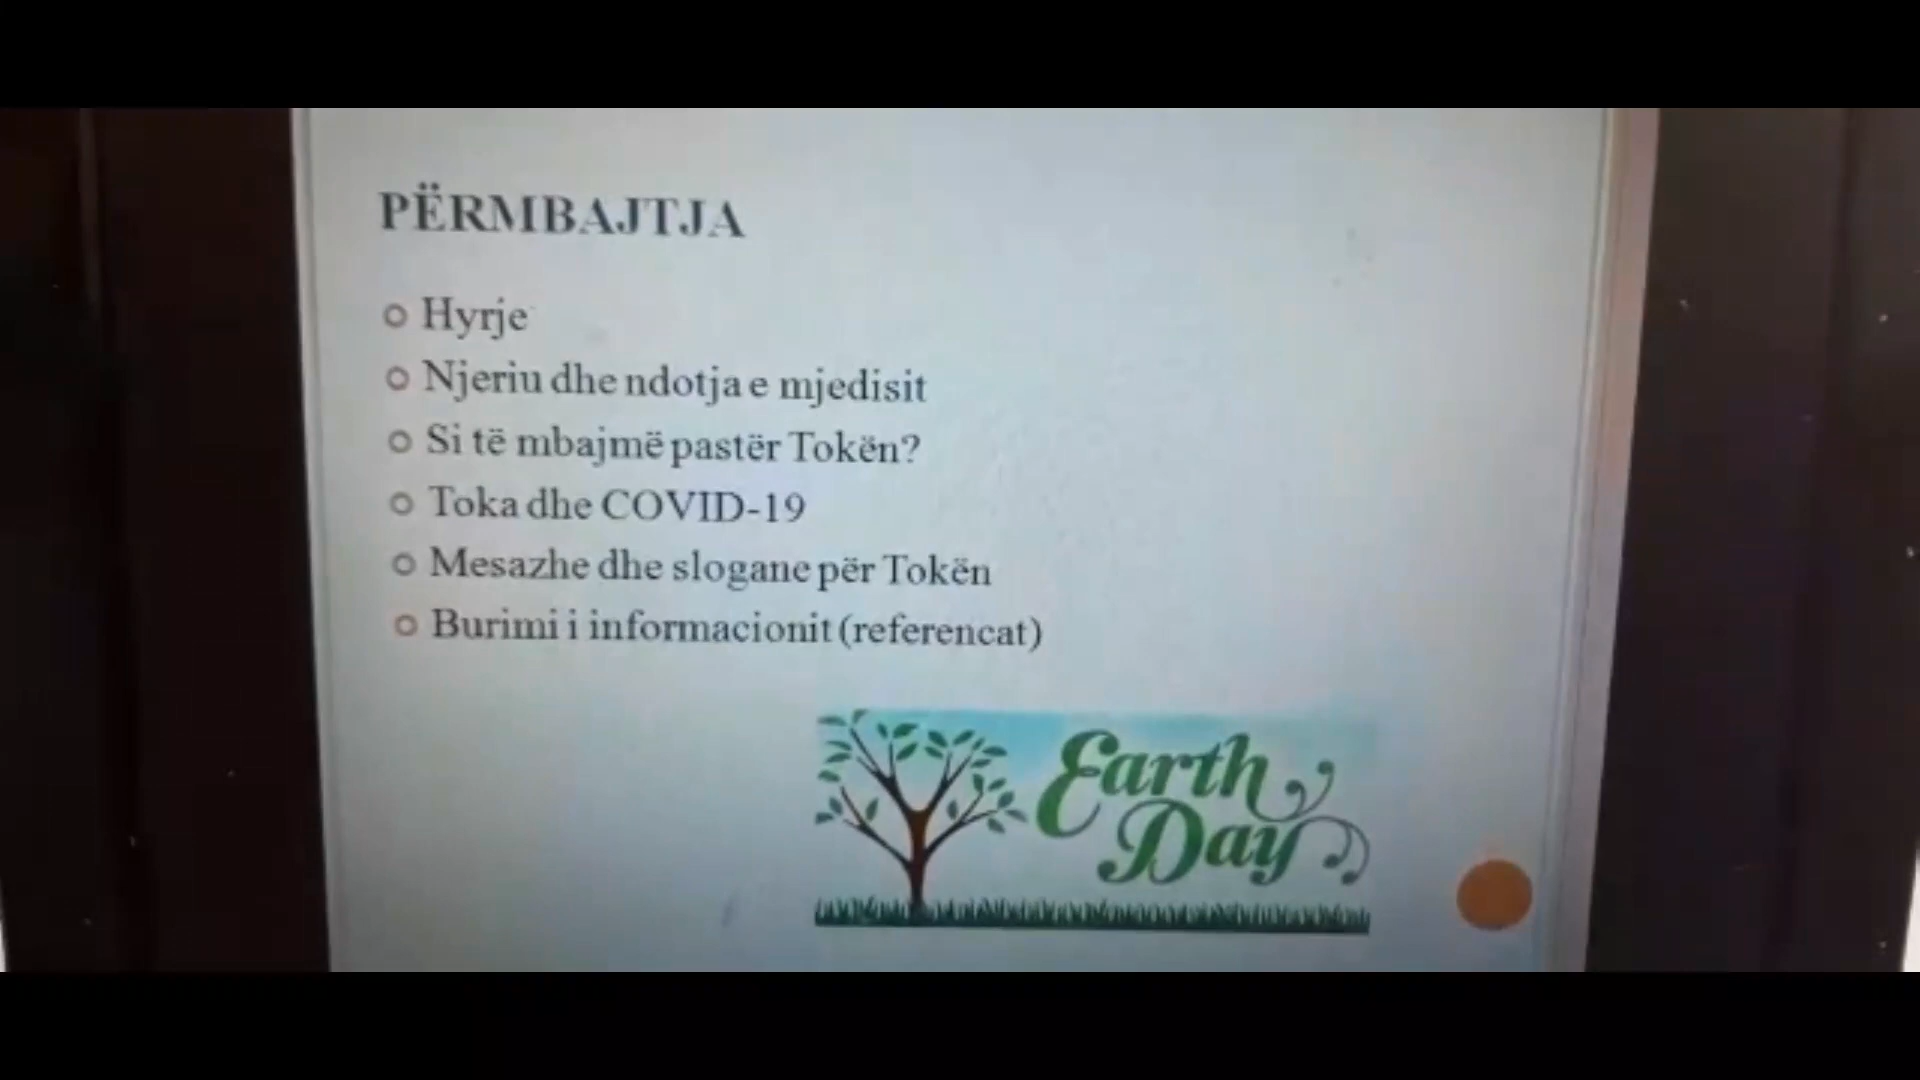 PËRMBAJTJA
Hyrje
Njeriu dhe ndotja e mjedisit
Si të mbajmë pastër Tokën?
Toka dhe COVID-19
Mesazhe dhe slogane për Tokën
Burimi i informacionit (referencat)
Earth
Day